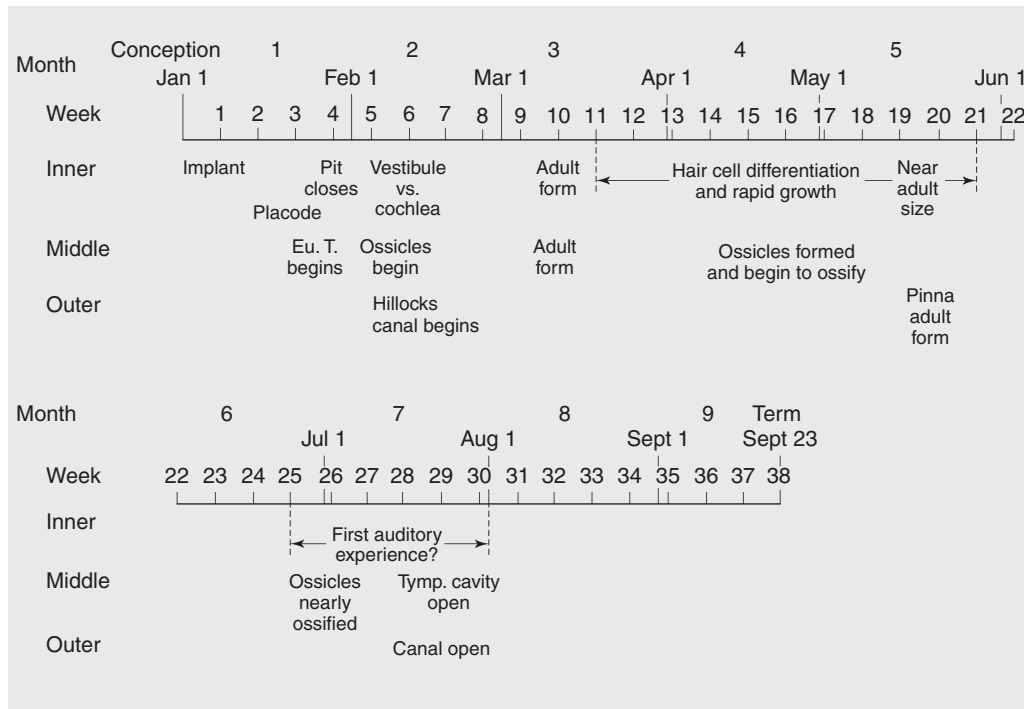 Conception 1 2 3 4 5
Month
Jan 1 Feb 1 Mar 1 Apr 1 May 1 Jun 1
Week 1 2 3 4 5 6 7 8 9 10 11 12 13 14 15 16 17 18 19 20 21 22
Inner Implant Pit closes Vestibule vs. cochlea Adult form Hair cell differentiation and rapid growth Near adult size
Placode
Middle Eu. T. begins Ossicles begin Adult form Ossicles formed and begin to ossify
Outer Hillocks canal begins Pinna adult form
Month 6 7 8 9 Term
Jul 1 Aug 1 Sept 1 Sept 23
Week 22 23 24 25 26 27 28 29 30 31 32 33 34 35 36 37 38
Inner First auditory experience?
Middle Ossicles nearly ossified Tymp. cavity open
Outer Canal open